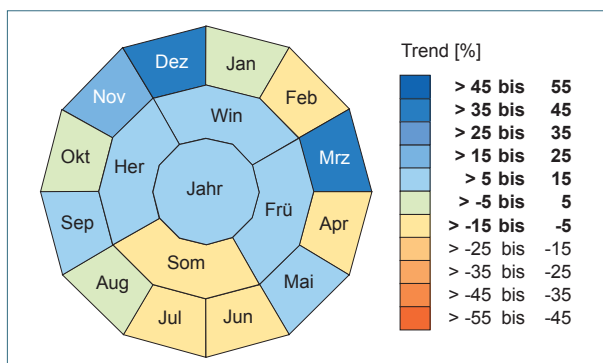 Dez
Jan
Nov
Feb
Win
Okt
Her
Mrz
Jahr
Sep
Frü
Apr
Som
Aug
Mai
Jul
Jun
Trend [%]
> 45 bis 55
> 35 bis 45
> 25 bis 35
> 15 bis 25
> 5 bis 15
> -5 bis 5
> -15 bis -5
> -25 bis -15
> -35 bis -25
> -45 bis -35
> -55 bis -45